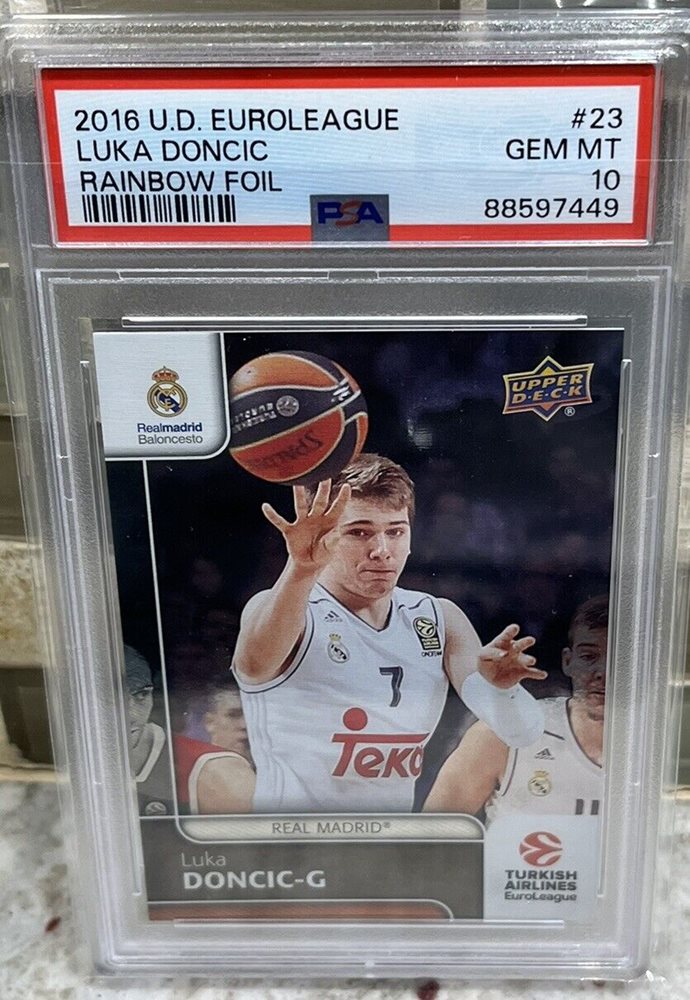 2016 U.D. EUROLEAGUE #23
LUKA DONCIC GEM MT
RAINBOW FOIL 10
PSA 88597449
Realmadrid
Baloncesto
UPPER
D·E·C·K
®
SPALDING
7
Teka
REAL MADRID®
Luka
DONCIC-G
TURKISH
AIRLINES
EuroLeague